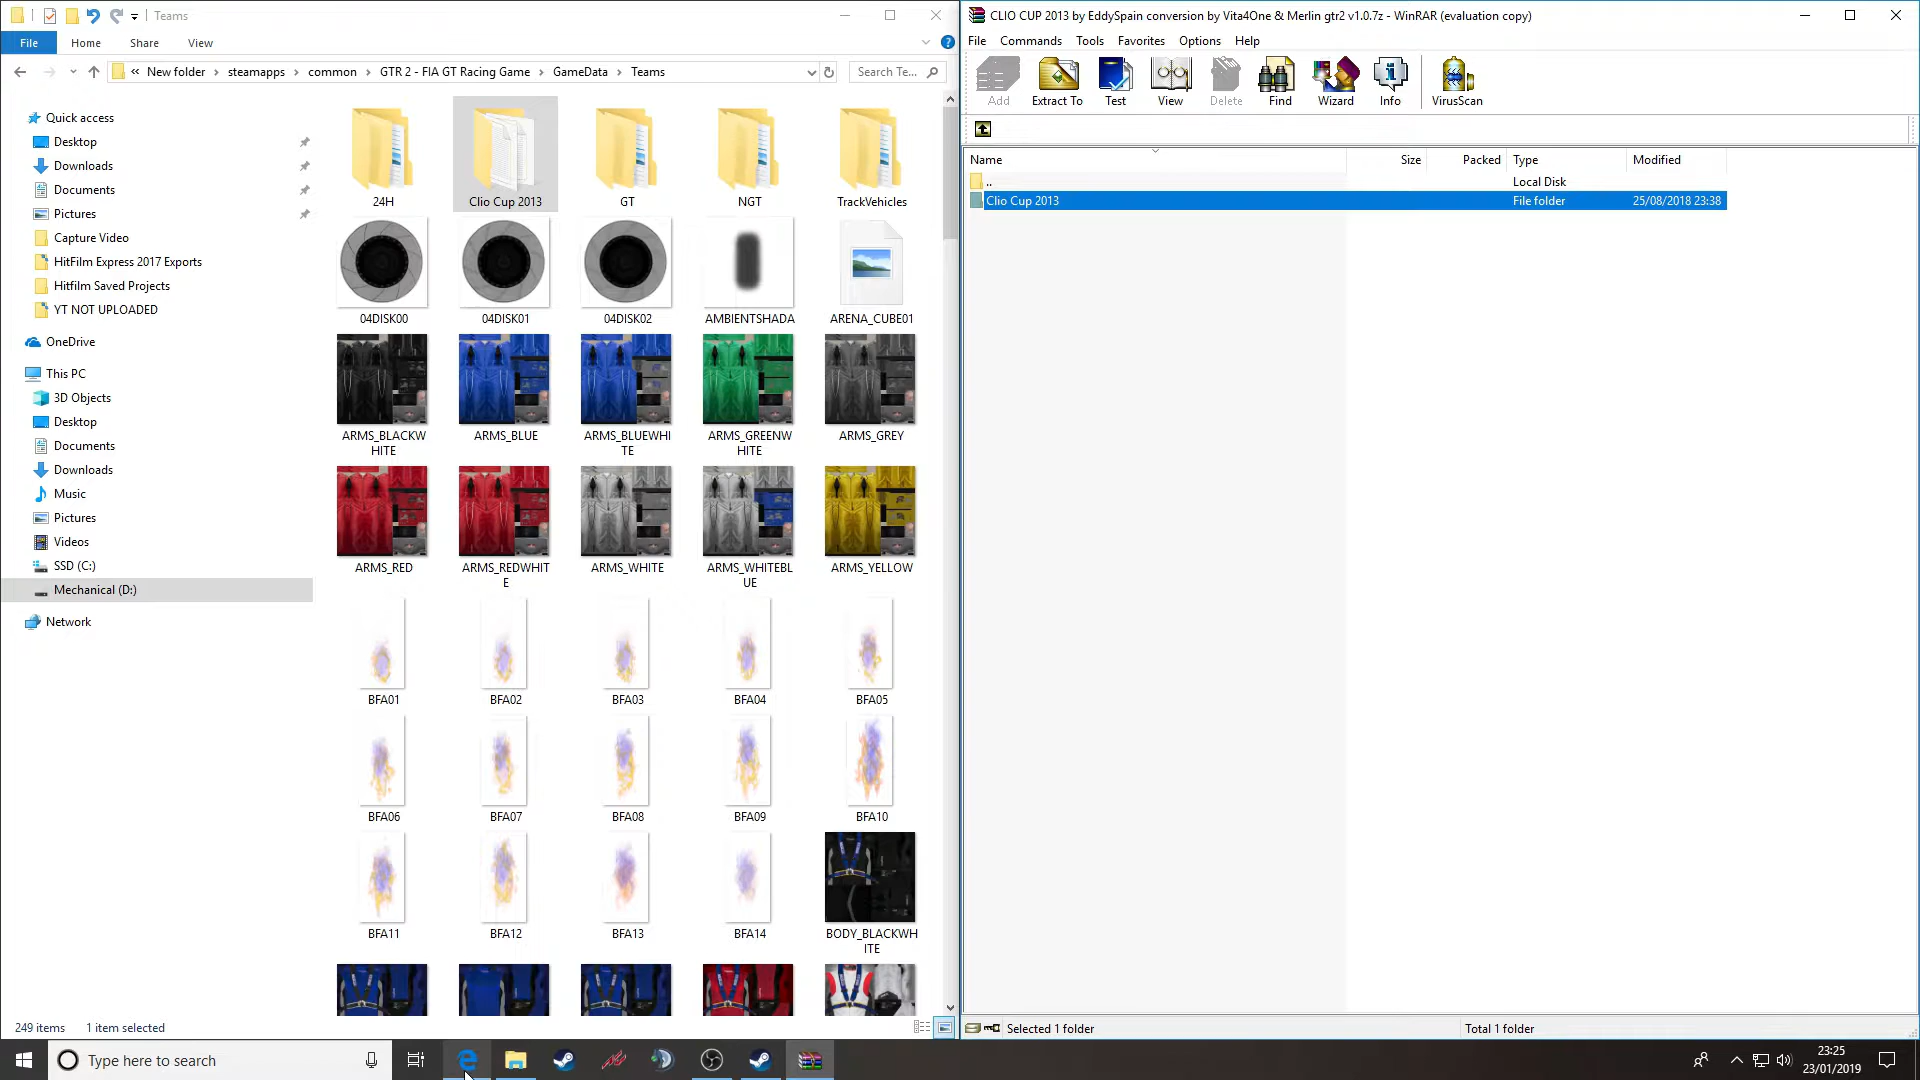 Teams
File Home Share View
« New folder › steamapps › common › GTR 2 - FIA GT Racing Game › GameData › Teams
Search Te...
Quick access
Desktop
Downloads
Documents
Pictures
Capture Video
HitFilm Express 2017 Exports
Hitfilm Saved Projects
YT NOT UPLOADED
OneDrive
This PC
3D Objects
Desktop
Documents
Downloads
Music
Pictures
Videos
SSD (C:)
Mechanical (D:)
Network
24H Clio Cup 2013 GT NGT TrackVehicles
04DISK00 04DISK01 04DISK02 AMBIENTSHADA ARENA_CUBE01
ARMS_BLACKW
HITE
ARMS_BLUE
ARMS_BLUEWHI
TE
ARMS_GREENW
HITE
ARMS_GREY
ARMS_RED
ARMS_REDWHIT
E
ARMS_WHITE
ARMS_WHITEBL
UE
ARMS_YELLOW
BFA01 BFA02 BFA03 BFA04 BFA05
BFA06 BFA07 BFA08 BFA09 BFA10
BFA11 BFA12 BFA13 BFA14
BODY_BLACKWH
ITE
249 items 1 item selected
CLIO CUP 2013 by EddySpain conversion by Vita4One & Merlin gtr2 v1.0.7z - WinRAR (evaluation copy)
File Commands Tools Favorites Options Help
Add Extract To Test View Delete Find Wizard Info VirusScan
Name Size Packed Type Modified
.. Local Disk
Clio Cup 2013 File folder 25/08/2018 23:38
Selected 1 folder Total 1 folder
Type here to search
23:25
23/01/2019